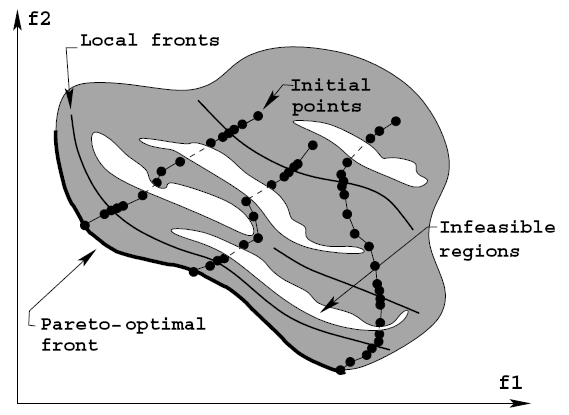 f2
Local fronts
Initial
points
Infeasible
regions
Pareto-optimal
front
f1